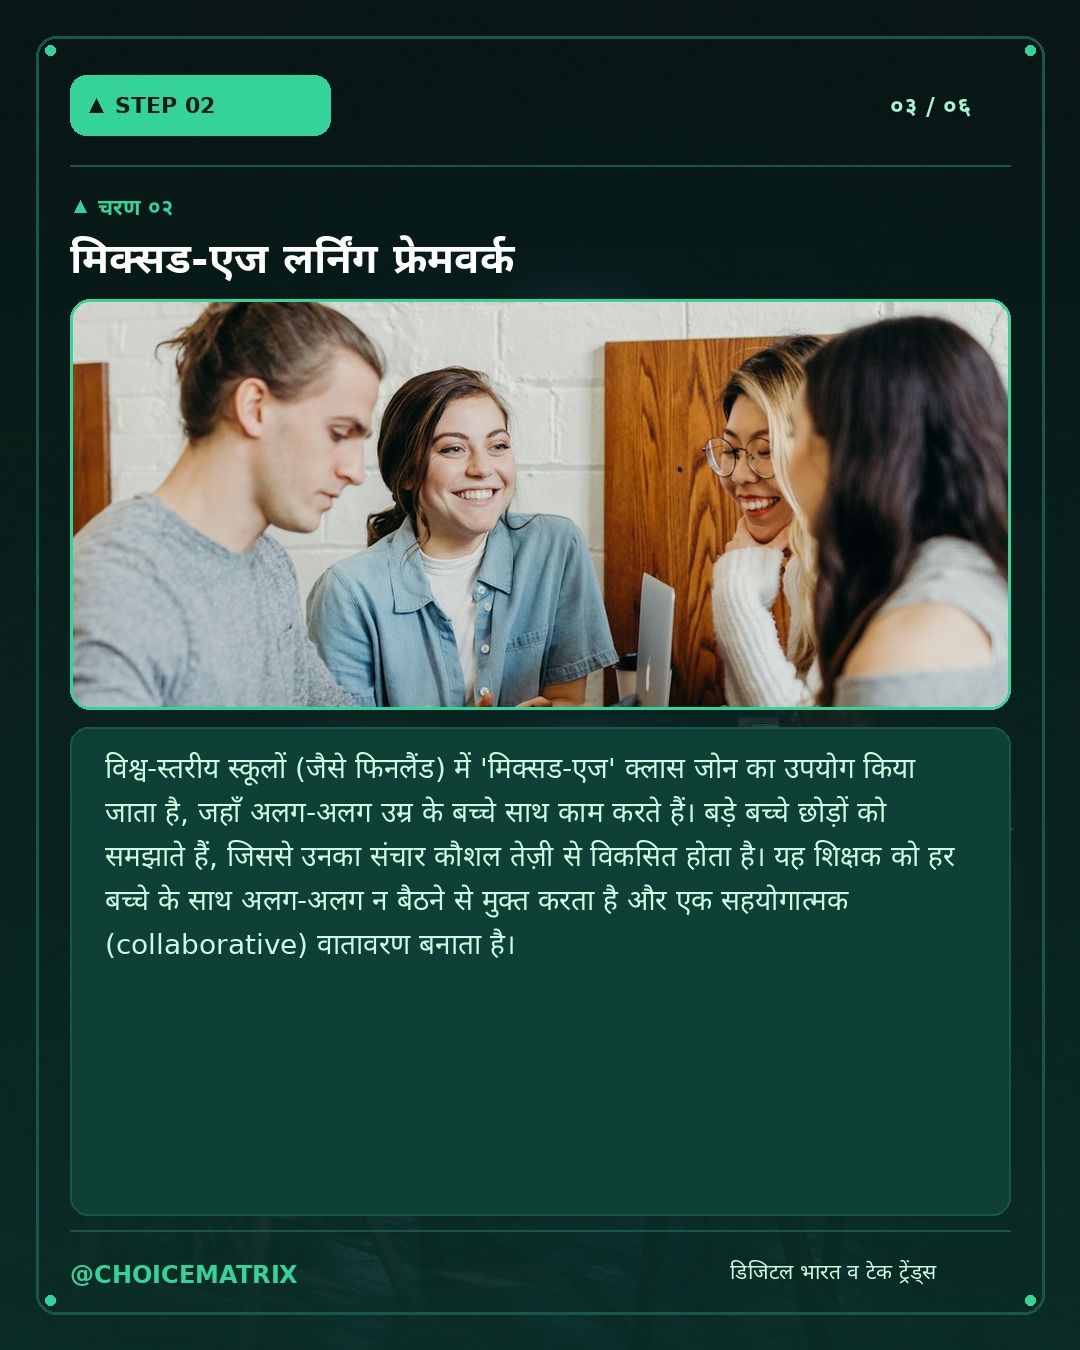 ▲ STEP 02
०३ / ०६
▲ चरण ०२
मिक्सड-एज लर्निंग फ्रेमवर्क
विश्व-स्तरीय स्कूलों (जैसे फिनलैंड) में 'मिक्सड-एज' क्लास जोन का उपयोग किया
जाता है, जहाँ अलग-अलग उम्र के बच्चे साथ काम करते हैं। बड़े बच्चे छोड़ों को
समझाते हैं, जिससे उनका संचार कौशल तेज़ी से विकसित होता है। यह शिक्षक को हर
बच्चे के साथ अलग-अलग न बैठने से मुक्त करता है और एक सहयोगात्मक
(collaborative) वातावरण बनाता है।
@CHOICEMATRIX
डिजिटल भारत व टेक ट्रेंड्स